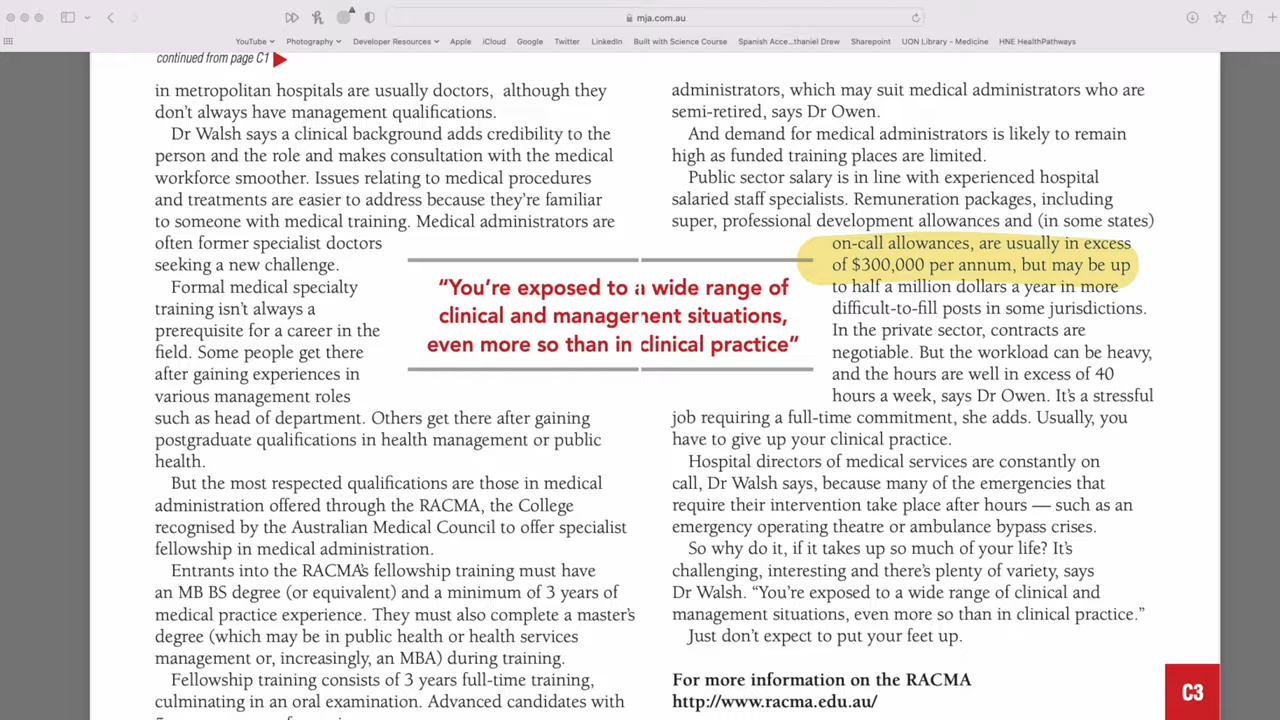 mja.com.au
YouTube Photography Developer Resources Apple iCloud Google Twitter LinkedIn Built with Science Course Spanish Acce...thaniel Drew Sharepoint UON Library - Medicine HNE HealthPathways
continued from page C1
in metropolitan hospitals are usually doctors, although they
don't always have management qualifications.
Dr Walsh says a clinical background adds credibility to the
person and the role and makes consultation with the medical
workforce smoother. Issues relating to medical procedures
and treatments are easier to address because they're familiar
to someone with medical training. Medical administrators are
often former specialist doctors
seeking a new challenge.
Formal medical specialty
training isn't always a
prerequisite for a career in the
field. Some people get there
after gaining experiences in
various management roles
such as head of department. Others get there after gaining
postgraduate qualifications in health management or public
health.
But the most respected qualifications are those in medical
administration offered through the RACMA, the College
recognised by the Australian Medical Council to offer specialist
fellowship in medical administration.
Entrants into the RACMA's fellowship training must have
an MB BS degree (or equivalent) and a minimum of 3 years of
medical practice experience. They must also complete a master's
degree (which may be in public health or health services
management or, increasingly, an MBA) during training.
Fellowship training consists of 3 years full-time training,
culminating in an oral examination. Advanced candidates with
"You're exposed to a wide range of
clinical and management situations,
even more so than in clinical practice"
administrators, which may suit medical administrators who are
semi-retired, says Dr Owen.
And demand for medical administrators is likely to remain
high as funded training places are limited.
Public sector salary is in line with experienced hospital
salaried staff specialists. Remuneration packages, including
super, professional development allowances and (in some states)
on-call allowances, are usually in excess
of $300,000 per annum, but may be up
to half a million dollars a year in more
difficult-to-fill posts in some jurisdictions.
In the private sector, contracts are
negotiable. But the workload can be heavy,
and the hours are well in excess of 40
hours a week, says Dr Owen. It's a stressful
job requiring a full-time commitment, she adds. Usually, you
have to give up your clinical practice.
Hospital directors of medical services are constantly on
call, Dr Walsh says, because many of the emergencies that
require their intervention take place after hours — such as an
emergency operating theatre or ambulance bypass crises.
So why do it, if it takes up so much of your life? It's
challenging, interesting and there's plenty of variety, says
Dr Walsh. "You're exposed to a wide range of clinical and
management situations, even more so than in clinical practice."
Just don't expect to put your feet up.
For more information on the RACMA
http://www.racma.edu.au/
C3